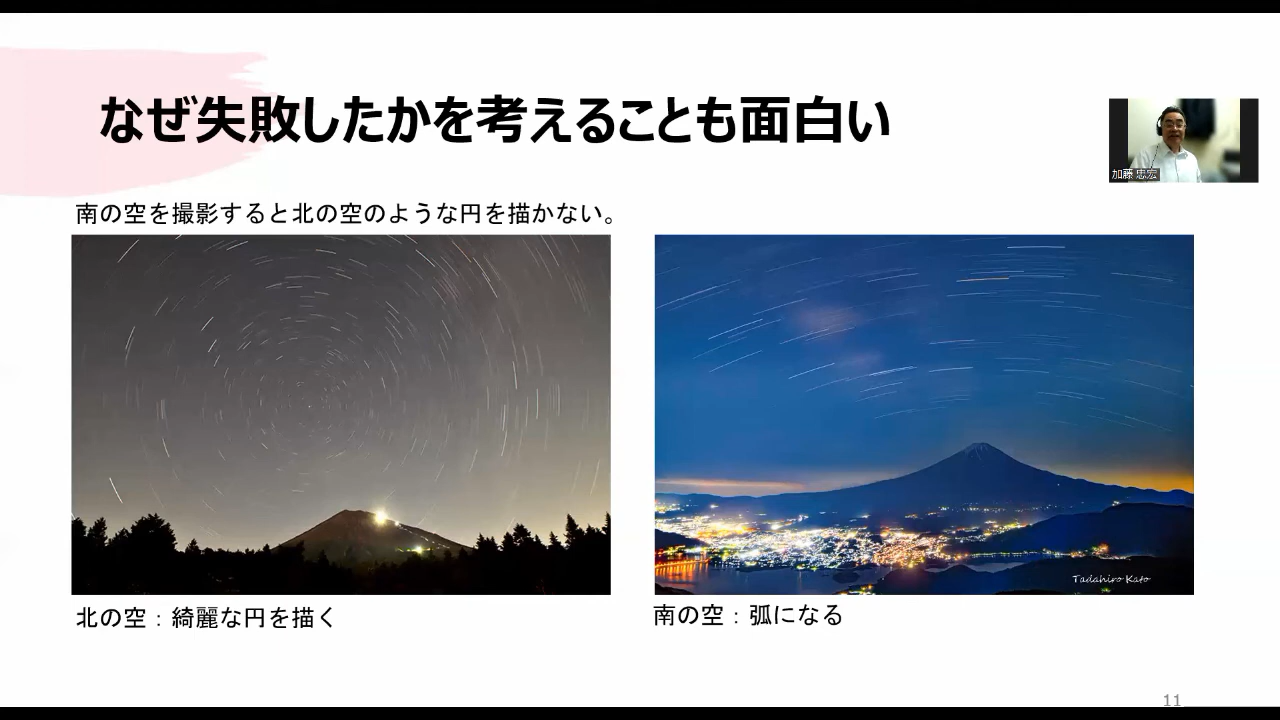 なぜ失敗したかを考えることも面白い
加藤 忠宏
南の空を撮影すると北の空のような円を描かない。
Tadahiro Kato
北の空：綺麗な円を描く
南の空：弧になる
11